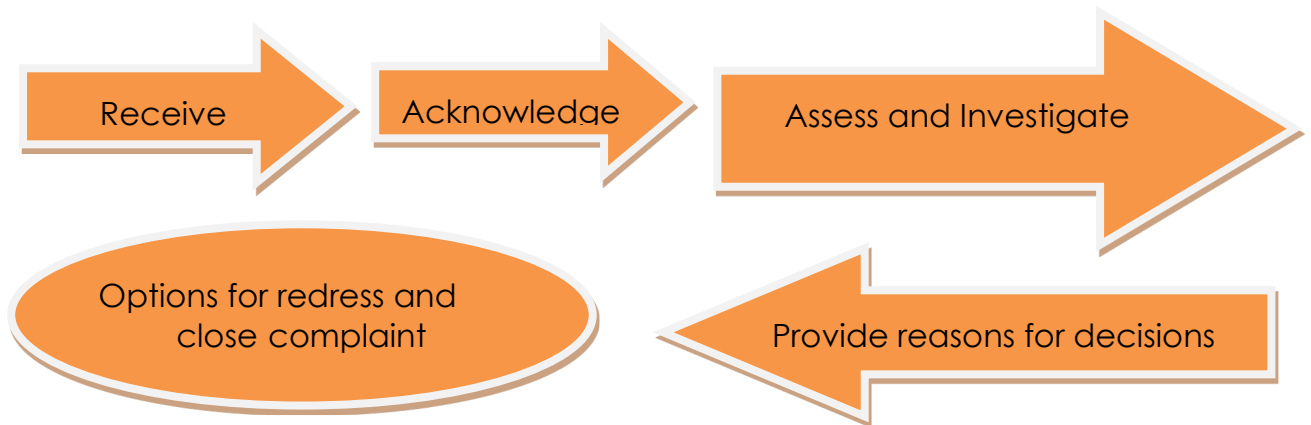 Receive
Acknowledge
Assess and Investigate
Provide reasons for decisions
Options for redress and
close complaint